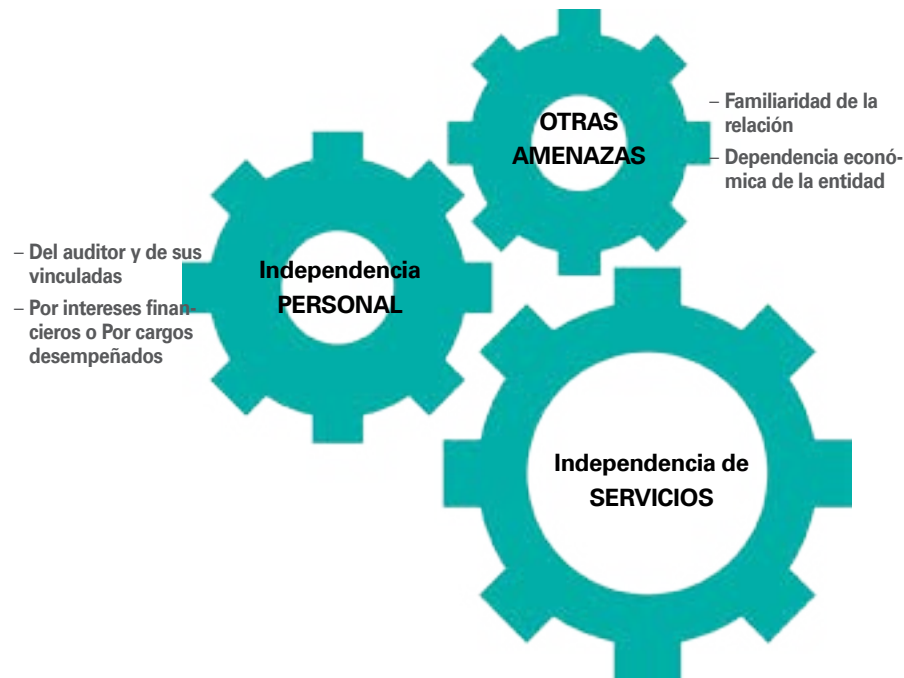 OTRAS
AMENAZAS
– Familiaridad de la
relación
– Dependencia econó-
mica de la entidad
– Del auditor y de sus
vinculadas
– Por intereses finan-
cieros o Por cargos
desempeñados
Independencia
PERSONAL
Independencia de
SERVICIOS